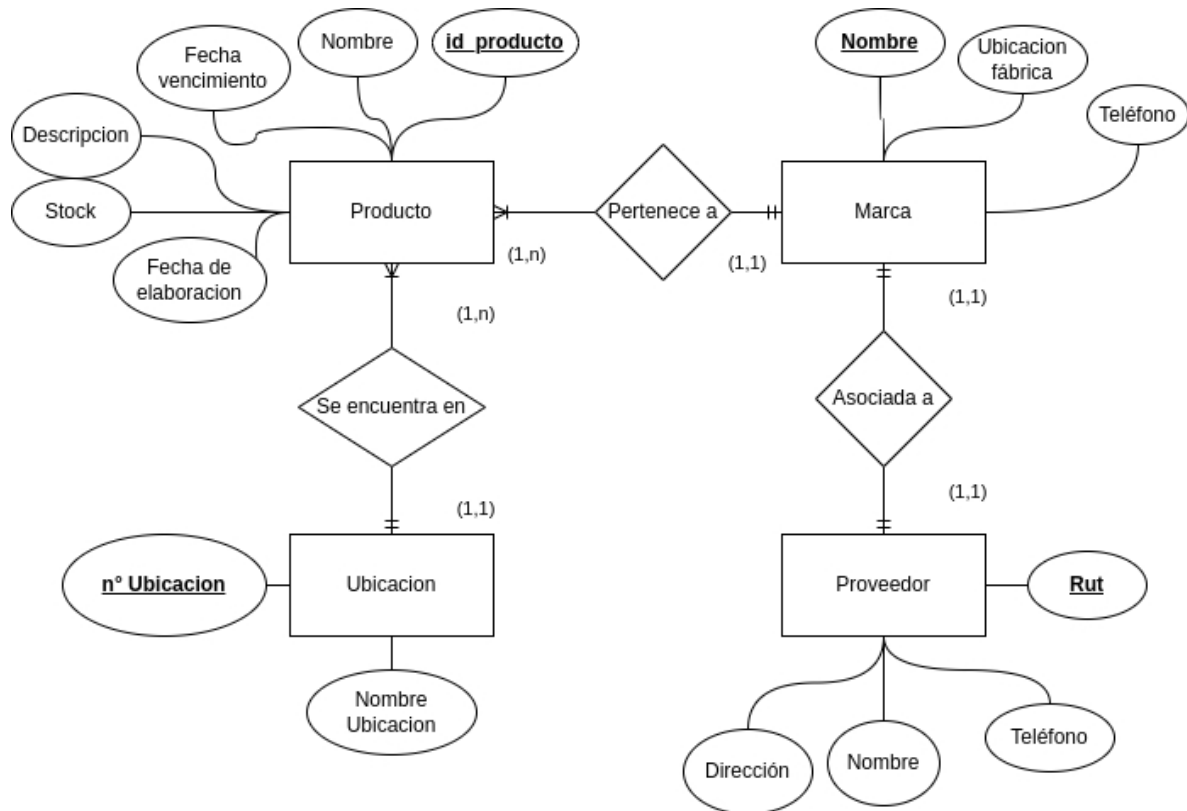 Fecha
vencimiento
Nombre
id_producto
Nombre
Ubicacion
fábrica
Teléfono
Descripcion
Stock
Fecha de
elaboracion
Producto
Pertenece a
Marca
(1,n)
(1,1)
(1,n)
(1,1)
Se encuentra en
Asociada a
(1,1)
(1,1)
n° Ubicacion
Ubicacion
Proveedor
Rut
Nombre
Ubicacion
Dirección
Nombre
Teléfono